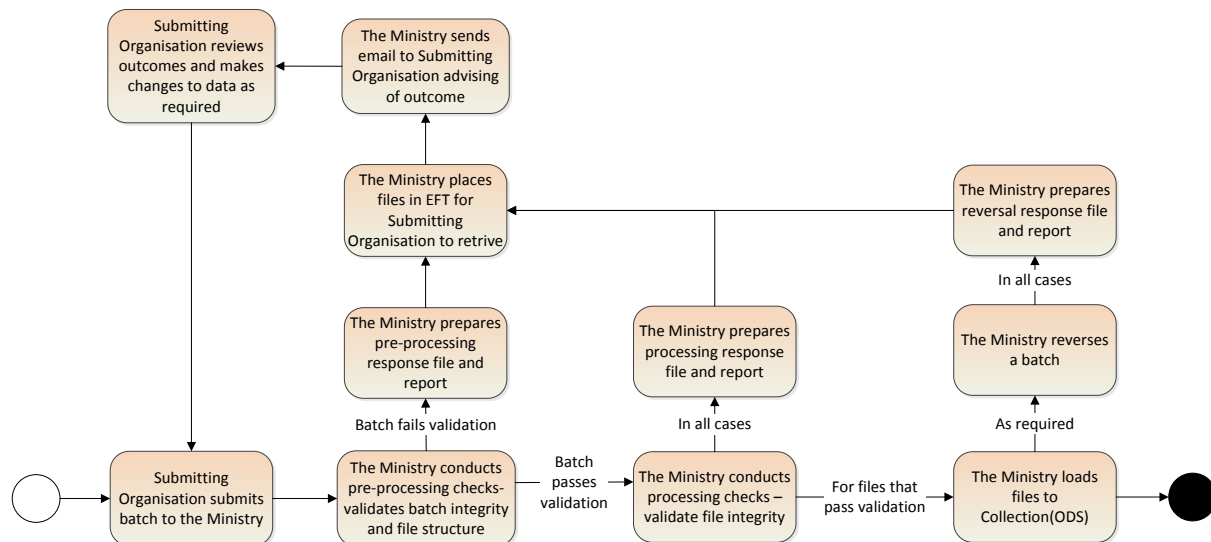 Submitting
Organisation reviews
outcomes and makes
changes to data as
required
The Ministry sends
email to Submitting
Organisation advising
of outcome
The Ministry places
files in EFT for
Submitting
Organisation to retrive
The Ministry prepares
reversal response file
and report
In all cases
The Ministry prepares
pre-processing
response file and
report
The Ministry prepares
processing response
file and report
The Ministry reverses
a batch
Batch fails validation
In all cases
As required
Submitting
Organisation submits
batch to the Ministry
The Ministry conducts
pre-processing checks-
validates batch integrity
and file structure
Batch
passes
validation
The Ministry conducts
processing checks –
validate file integrity
For files that
pass validation
The Ministry loads
files to
Collection(ODS)